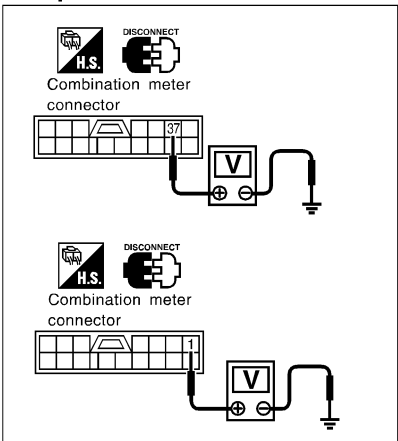 DISCONNECT
H.S.
Combination meter
connector
37
V
DISCONNECT
H.S.
Combination meter
connector
1
V